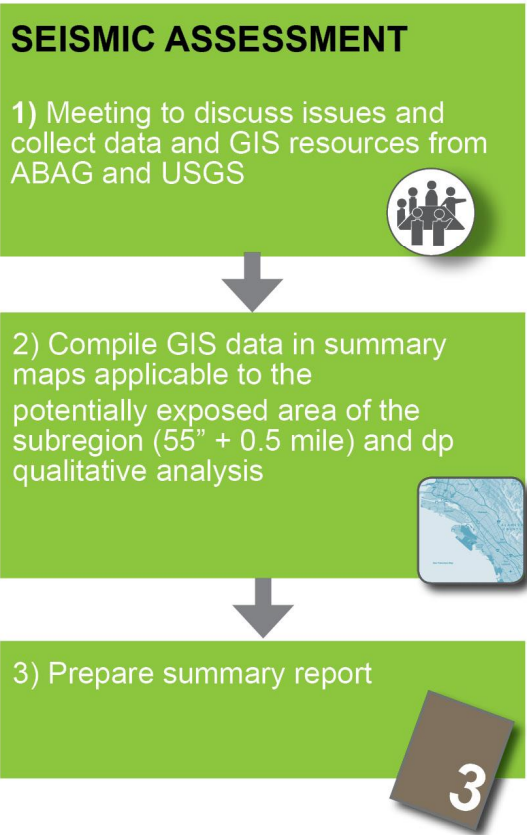 SEISMIC ASSESSMENT
1) Meeting to discuss issues and
collect data and GIS resources from
ABAG and USGS
2) Compile GIS data in summary
maps applicable to the
potentially exposed area of the
subregion (55” + 0.5 mile) and dp
qualitative analysis
3) Prepare summary report
3